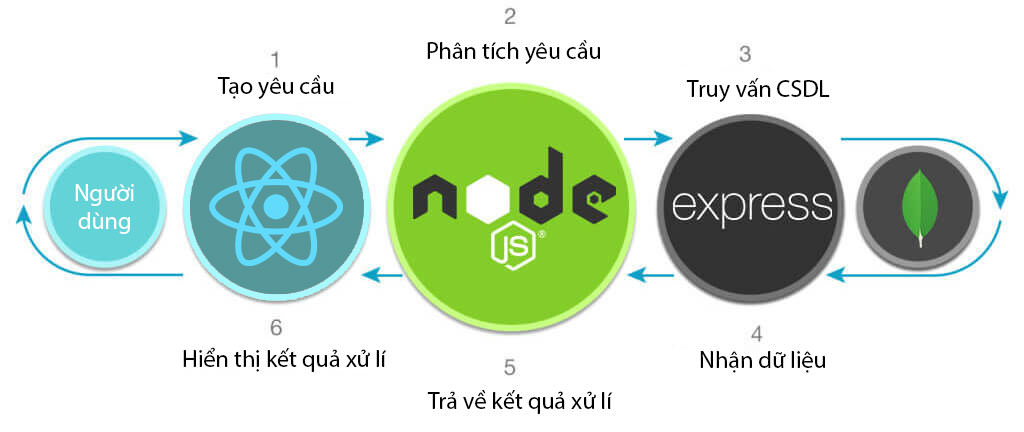 2
Phân tích yêu cầu
1
Tạo yêu cầu
3
Truy vấn CSDL
Người
dùng
node
JS®
express
6
Hiển thị kết quả xử lí
5
Trả về kết quả xử lí
4
Nhận dữ liệu